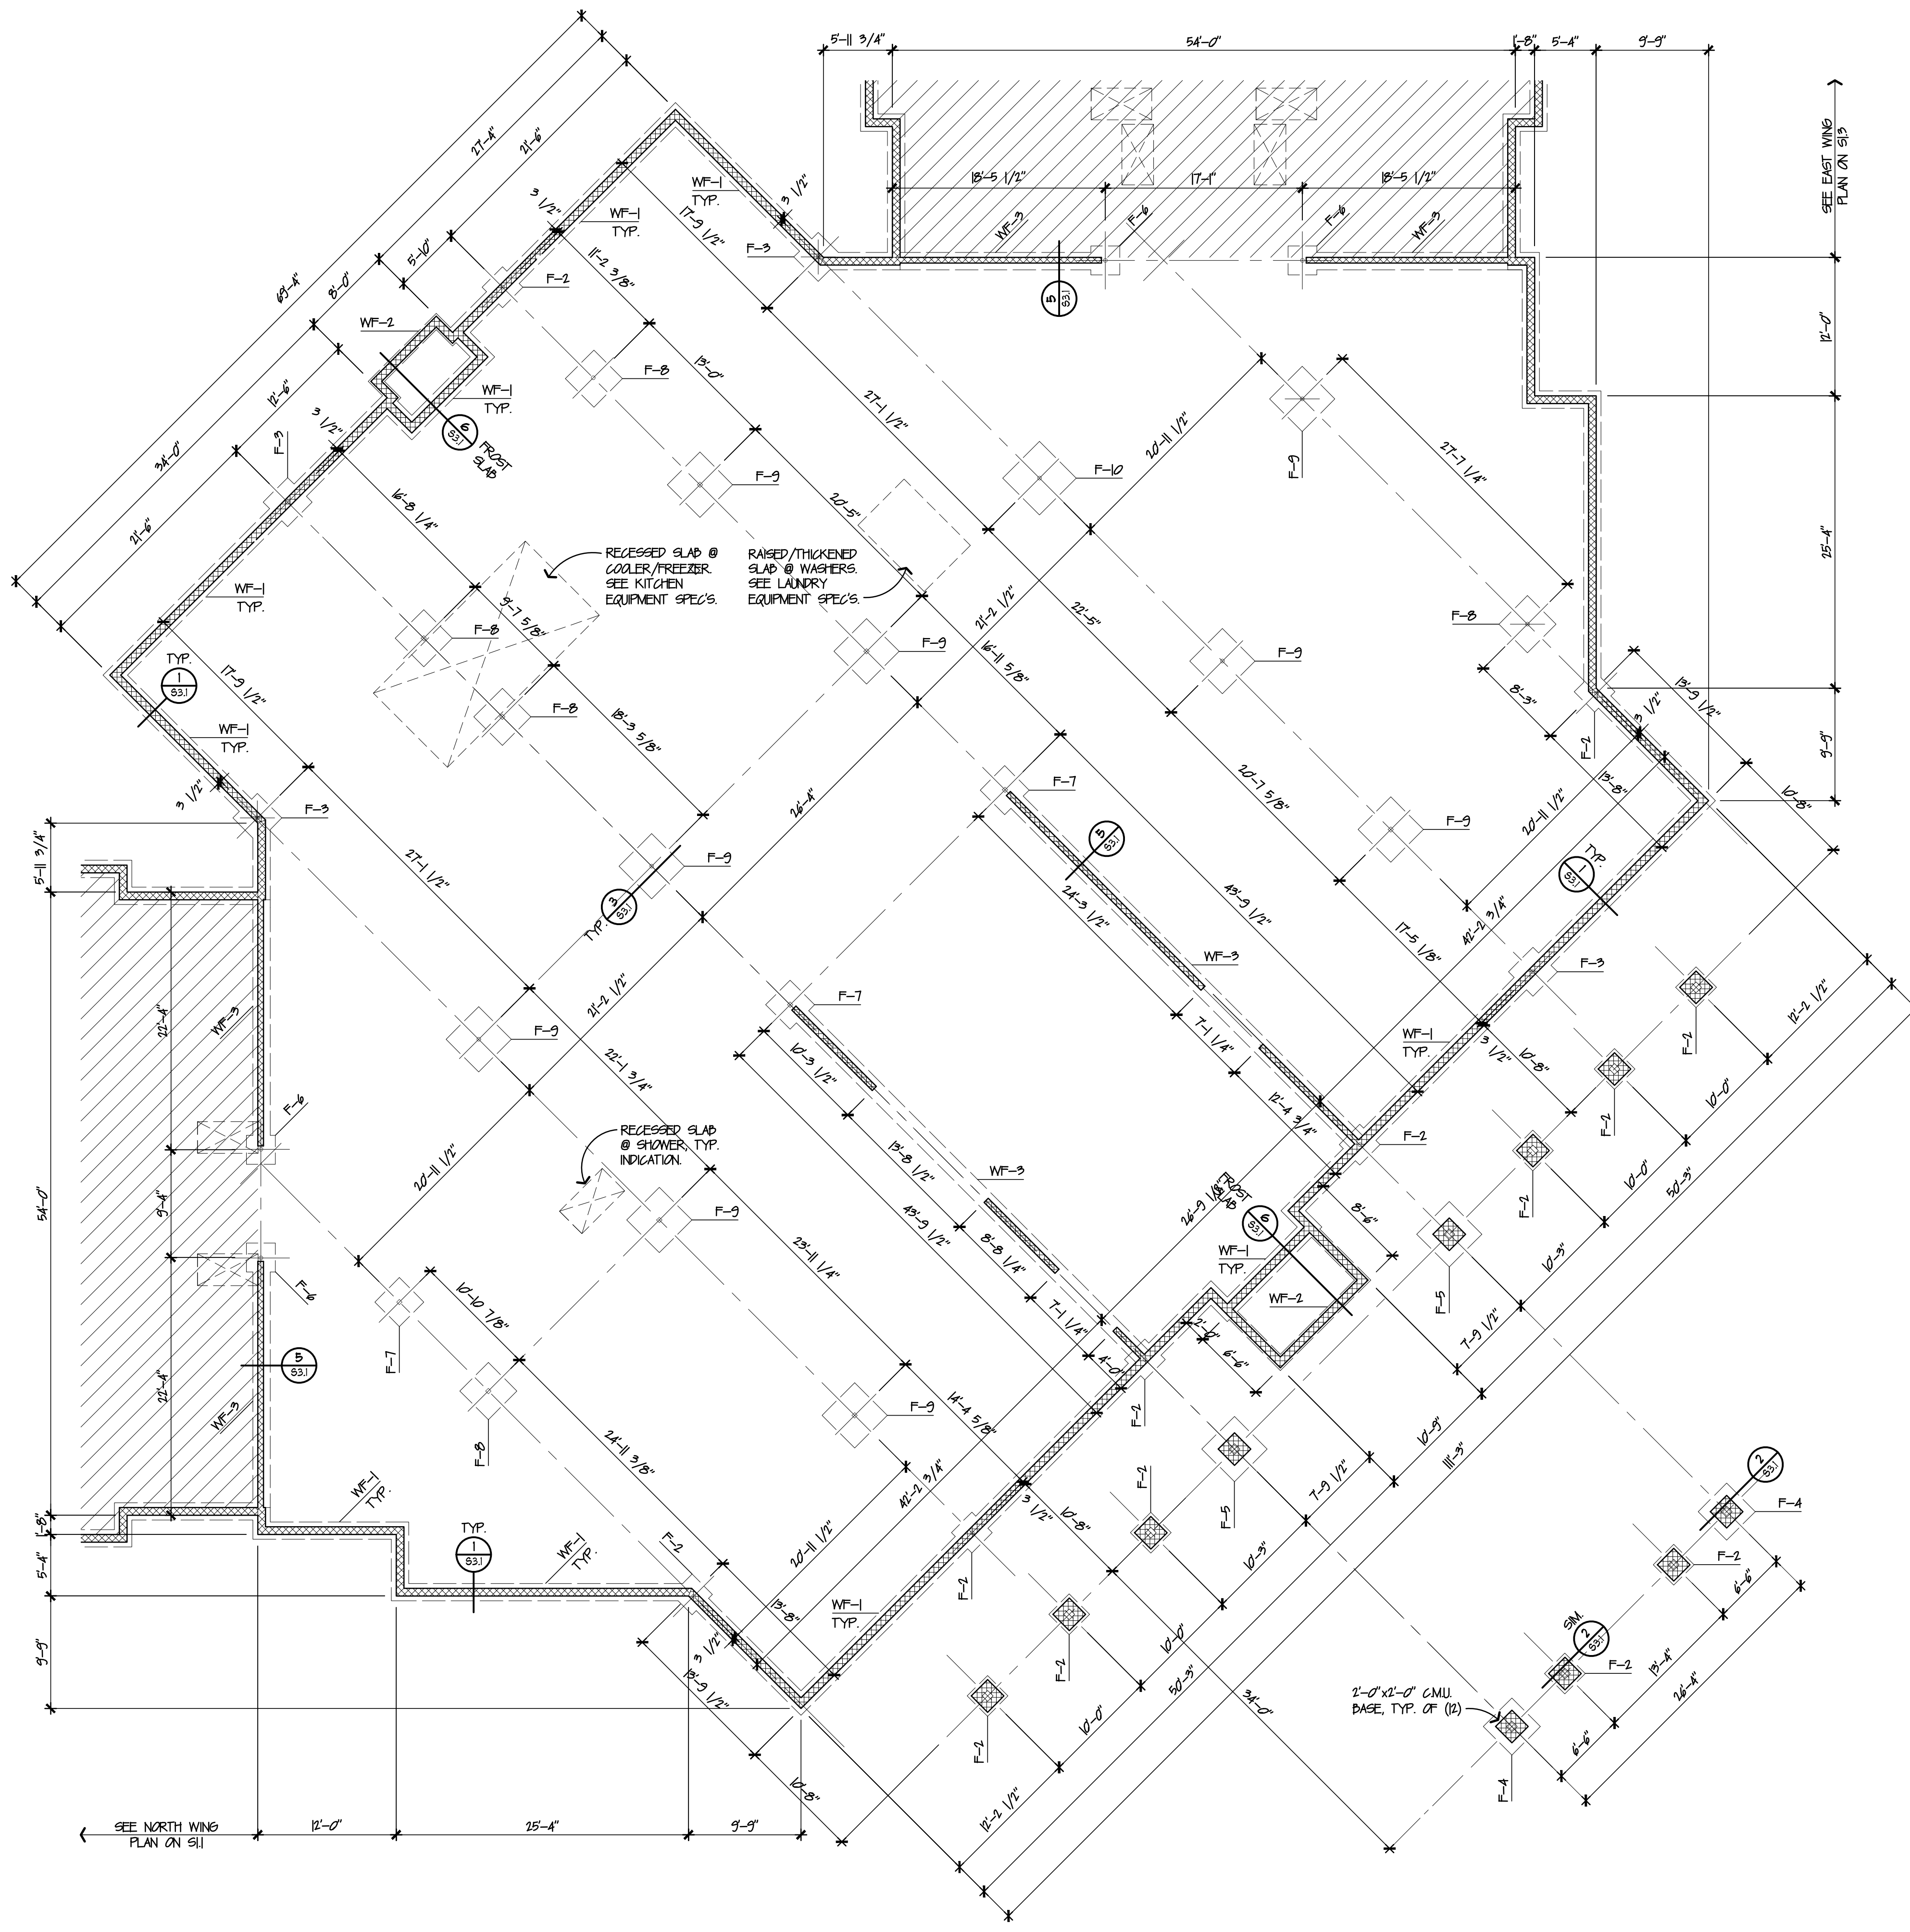 5'-11 3/4"
54'-0"
1'-8"
5'-4"
9'-9"
SEE EAST WING
PLAN ON S1.3
27'-4"
21'-6"
69'-4"
8'-0"
5'-10"
3 1/2"
WF-1
TYP.
WF-1
TYP.
3 1/2"
17'-9 1/2"
18'-5 1/2"
17'-1"
18'-5 1/2"
WF-3
F-6
F-6
WF-3
F-3
5
S3.1
F-2
11'-2 3/8"
WF-2
12'-0"
34'-0"
12'-6"
21'-6"
3 1/2"
F-3
WF-1
TYP.
6
S3.1
FROST
SLAB
F-8
13'-0"
27'-1 1/2"
F-9
F-10
20'-11 1/2"
F-9
27'-7 1/4"
16'-8 1/4"
20'-5"
RECESSED SLAB @
COOLER/FREEZER.
SEE KITCHEN
EQUIPMENT SPEC'S.
RAISED/THICKENED
SLAB @ WASHERS.
SEE LAUNDRY
EQUIPMENT SPEC'S.
25'-4"
WF-1
TYP.
9'-7 5/8"
F-8
F-9
21'-2 1/2"
22'-5"
F-9
F-8
TYP.
1
S3.1
17'-9 1/2"
16'-11 5/8"
8'-3"
13'-9 1/2"
3 1/2"
F-2
9'-9"
WF-1
TYP.
F-8
18'-3 5/8"
3 1/2"
F-3
26'-4"
F-7
20'-7 5/8"
13'-8"
20'-11 1/2"
10'-8"
5'-11 3/4"
27'-1 1/2"
F-9
3
S3.1
TYP.
5
S3.1
24'-3 1/2"
43'-9 1/2"
F-9
42'-2 3/4"
17'-5 1/8"
TYP.
1
S3.1
22'-4"
WF-3
F-7
WF-3
F-3
21'-2 1/2"
F-9
22'-1 3/4"
10'-3 1/2"
7'-1 1/4"
WF-1
TYP.
3 1/2"
10'-8"
F-2
12'-2 1/2"
F-6
RECESSED SLAB
@ SHOWER, TYP.
INDICATION.
12'-4 3/4"
F-2
F-2
10'-0"
54'-0"
9'-4"
20'-11 1/2"
13'-8 1/2"
WF-3
26'-9 1/8"
FROST
SLAB
6
S3.1
8'-6"
F-2
10'-0"
50'-3"
F-9
43'-9 1/2"
23'-11 1/4"
8'-8 1/4"
WF-1
TYP.
WF-2
10'-3"
F-5
F-6
10'-10 7/8"
F-7
7'-1 1/4"
2'-0"
6'-6"
7'-9 1/2"
5
S3.1
4'-0"
22'-4"
WF-3
F-8
24'-11 3/8"
F-9
14'-4 5/8"
F-2
10'-9"
111'-3"
WF-1
TYP.
42'-2 3/4"
F-2
F-5
7'-9 1/2"
2
S3.1
F-4
1'-8"
5'-4"
TYP.
1
S3.1
WF-1
TYP.
F-2
20'-11 1/2"
3 1/2"
10'-8"
F-2
10'-3"
F-2
6'-6"
9'-9"
13'-8"
WF-1
TYP.
3 1/2"
13'-9 1/2"
F-2
10'-0"
50'-3"
SIM.
2
S3.1
F-2
13'-4"
26'-4"
34'-0"
2'-0"x2'-0" C.M.U.
BASE, TYP. OF (12)
F-2
10'-0"
6'-6"
10'-8"
F-4
12'-2 1/2"
SEE NORTH WING
PLAN ON S1.1
12'-0"
25'-4"
9'-9"